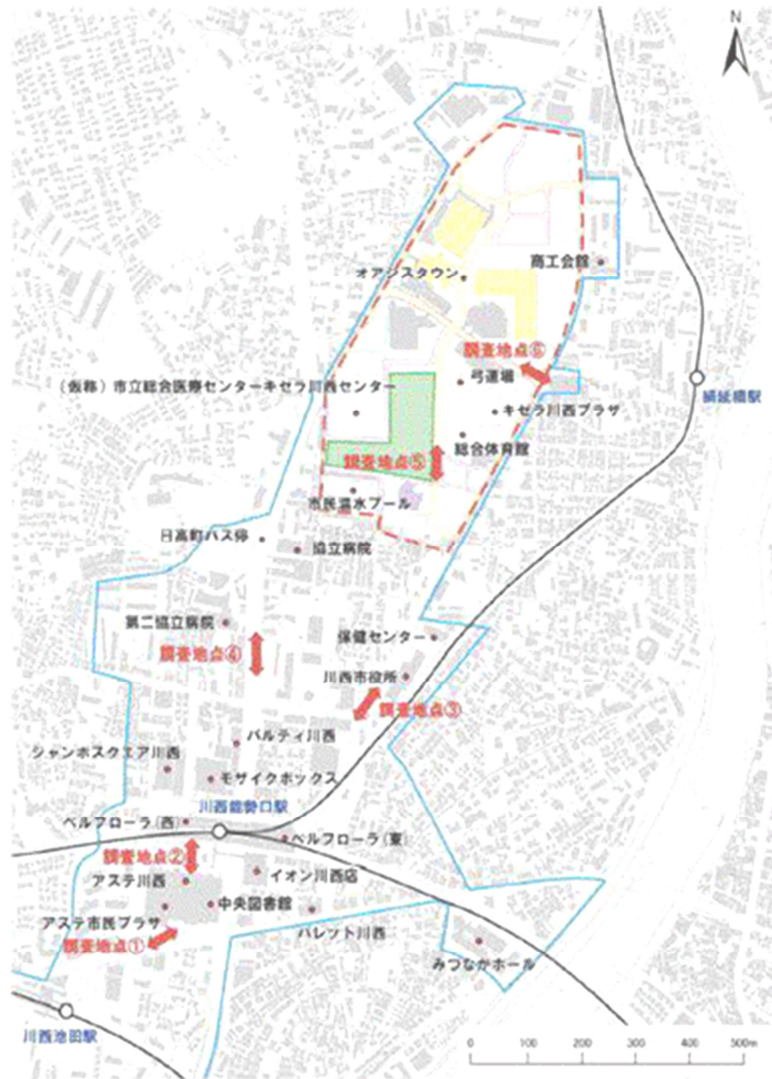 N
オアシスタウン
商工会館
調査地点⑥
弓道場
(仮称)市立総合医療センターキセラ川西センター
絹延橋駅
キセラ川西プラザ
総合体育館
調査地点⑤
市民温水プール
日高町バス停
協立病院
第二協立病院
保健センター
調査地点④
川西市役所
調査地点③
パルティ川西
ジャンボスクエア川西
モザイクボックス
川西能勢口駅
ベルフローラ(西)
ベルフローラ(東)
調査地点②
イオン川西店
アステ川西
中央図書館
アステ市民プラザ
パレット川西
調査地点①
みつなかホール
川西池田駅
0 100 200 300 400 500m